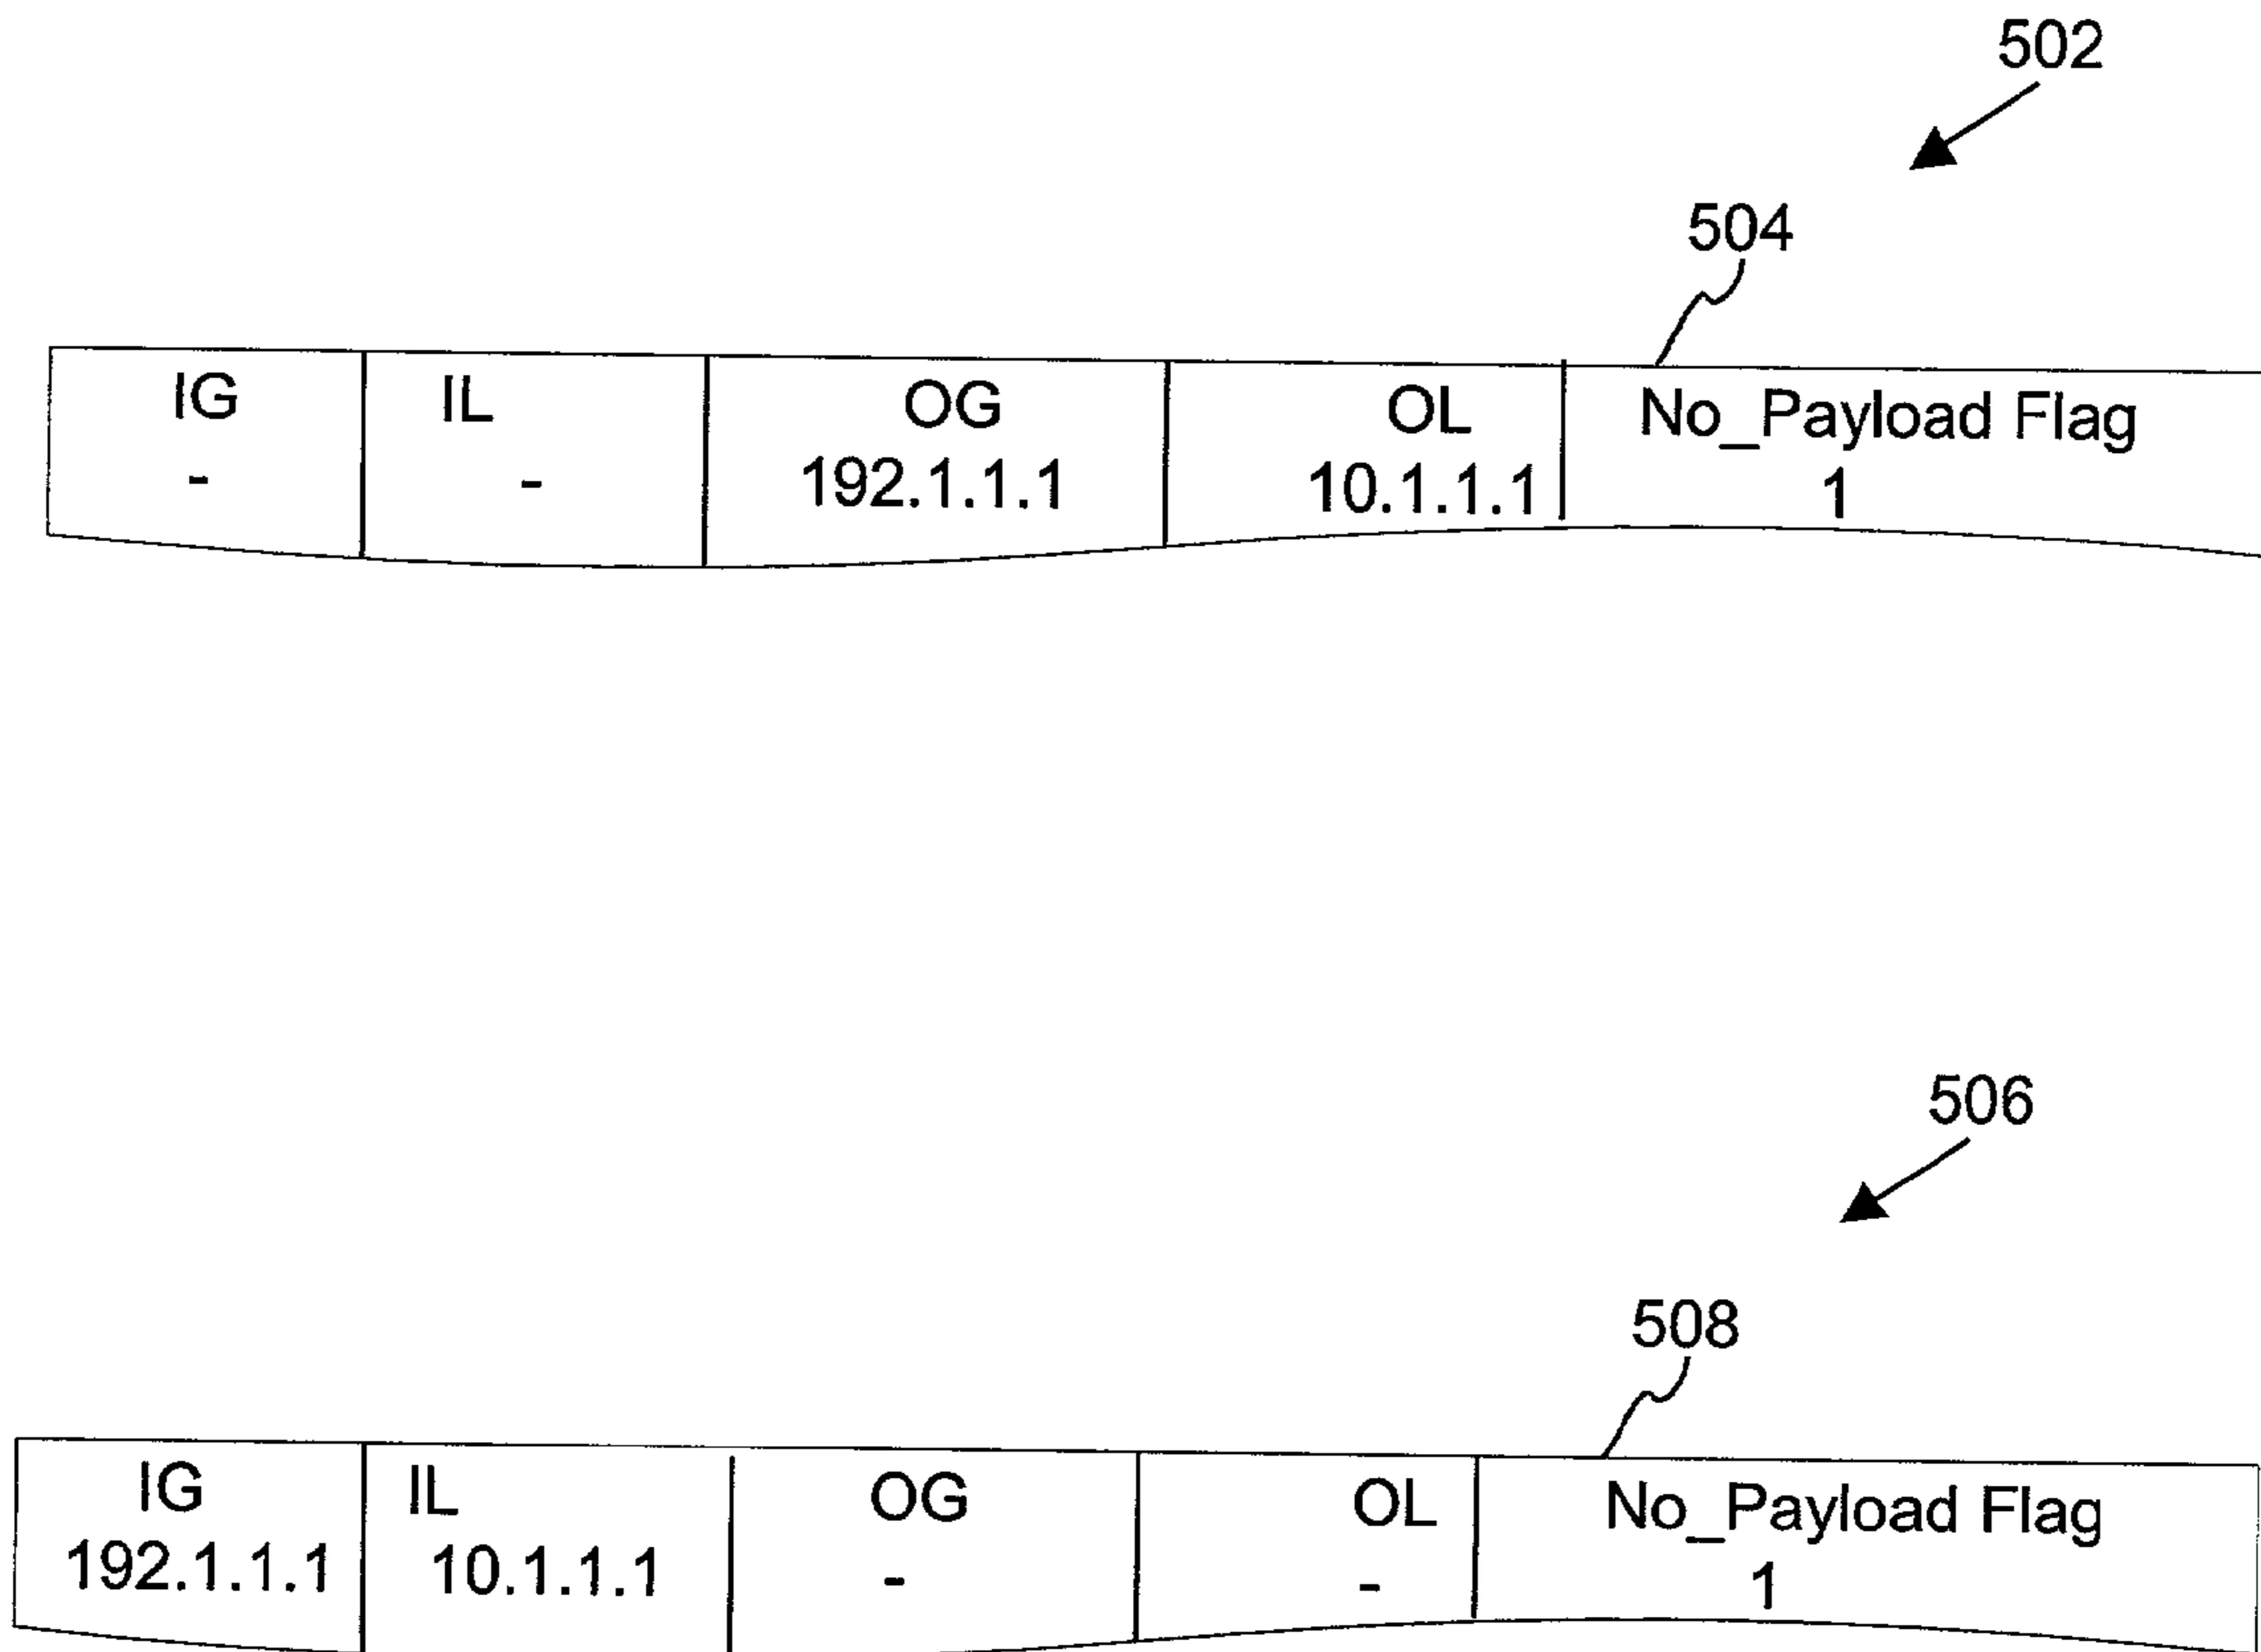 502
504
IG IL OG OL No_Payload Flag
- - 192.1.1.1 10.1.1.1 1
506
508
IG IL OG OL No_Payload Flag
192.1.1.1 10.1.1.1 - - 1